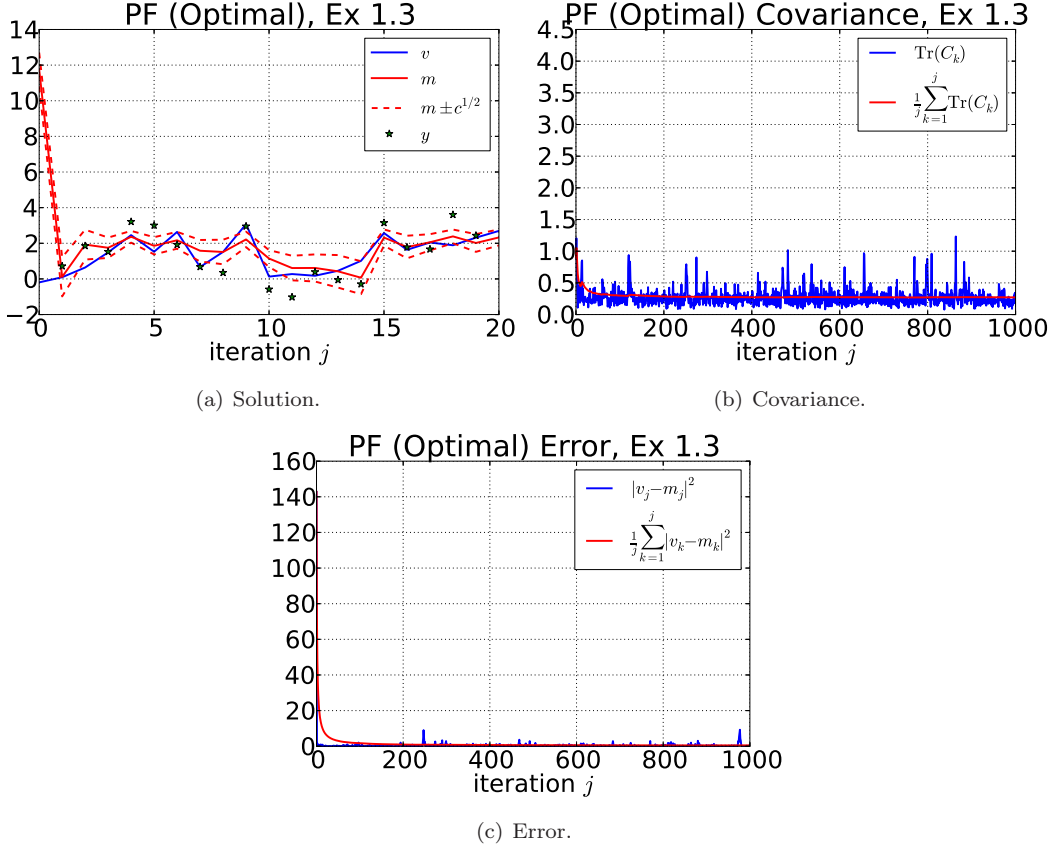 PF (Optimal), Ex 1.3
14
12
10
8
6
4
2
0
−2
0 5 10 15 20
iteration j
v
m
m ± c^{1/2}
y
(a) Solution.
PF (Optimal) Covariance, Ex 1.3
4.5
4.0
3.5
3.0
2.5
2.0
1.5
1.0
0.5
0.0
0 200 400 600 800 1000
iteration j
Tr(C_k)
\frac{1}{j}\sum_{k=1}^{j}Tr(C_k)
(b) Covariance.
PF (Optimal) Error, Ex 1.3
160
140
120
100
80
60
40
20
0
0 200 400 600 800 1000
iteration j
|v_j−m_j|^2
\frac{1}{j}\sum_{k=1}^{j}|v_k−m_k|^2
(c) Error.